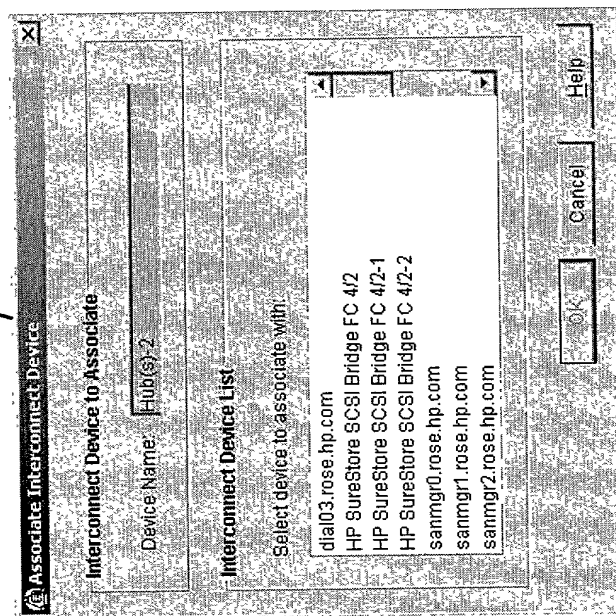 Associate Interconnect Device
Interconnect Device to Associate
Device Name: Hub(s)-2
Interconnect Device List
Select device to associate with:
dial03.rose.hp.com
HP SureStore SCSI Bridge FC 4/2
HP SureStore SCSI Bridge FC 4/2-1
HP SureStore SCSI Bridge FC 4/2-2
sanmgr0.rose.hp.com
sanmgr1.rose.hp.com
sanmgr2.rose.hp.com
OK Cancel Help